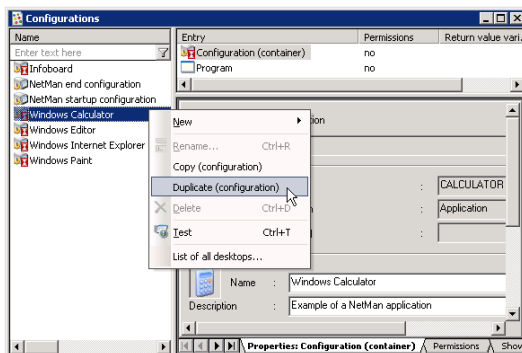 Configurations
Name
Enter text here
Infoboard
NetMan end configuration
NetMan startup configuration
Windows Calculator
Windows Editor
Windows Internet Explorer
Windows Paint
Entry Permissions Return value vari.
Configuration (container) no
Program no
New
Rename... Ctrl+R
Copy (configuration)
Duplicate (configuration)
Delete Ctrl+D
Test Ctrl+T
List of all desktops...
: CALCULATOR
: Application
:
Name : Windows Calculator
Description : Example of a NetMan application
Properties: Configuration (container) Permissions Show